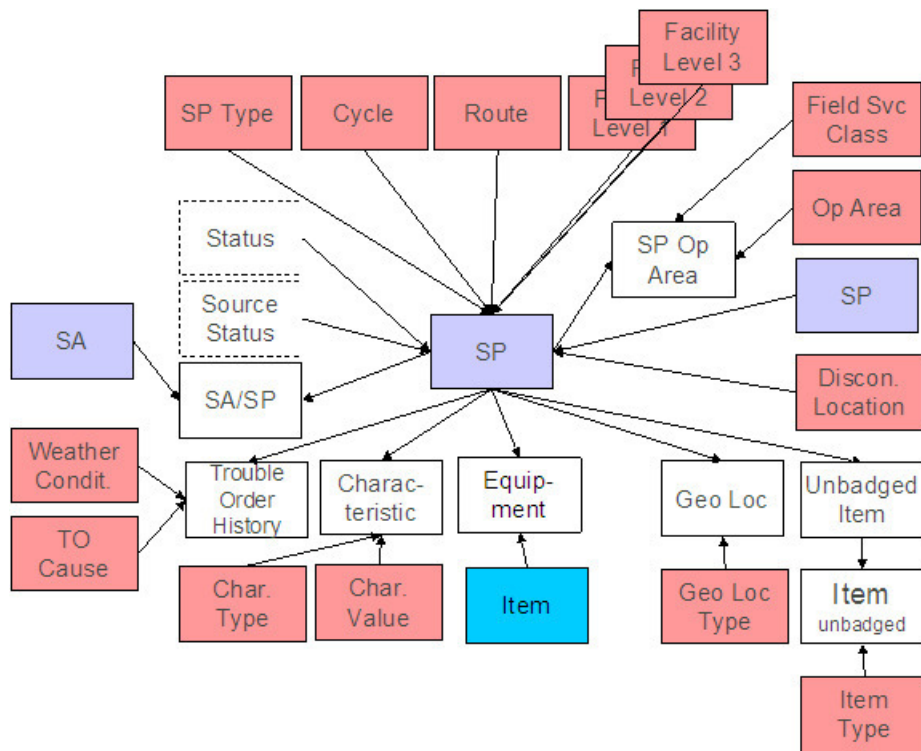 Facility
Level 3
F
Level 2
F
Level 1
SP Type
Cycle
Route
Field Svc
Class
Op Area
Status
SP Op
Area
Source
Status
SP
SP
SA
SA/SP
Discon.
Location
Weather
Condit.
Trouble
Order
History
Charac-
teristic
Equip-
ment
Geo Loc
Unbadged
Item
TO
Cause
Char.
Type
Char.
Value
Item
Geo Loc
Type
Item
unbadged
Item
Type